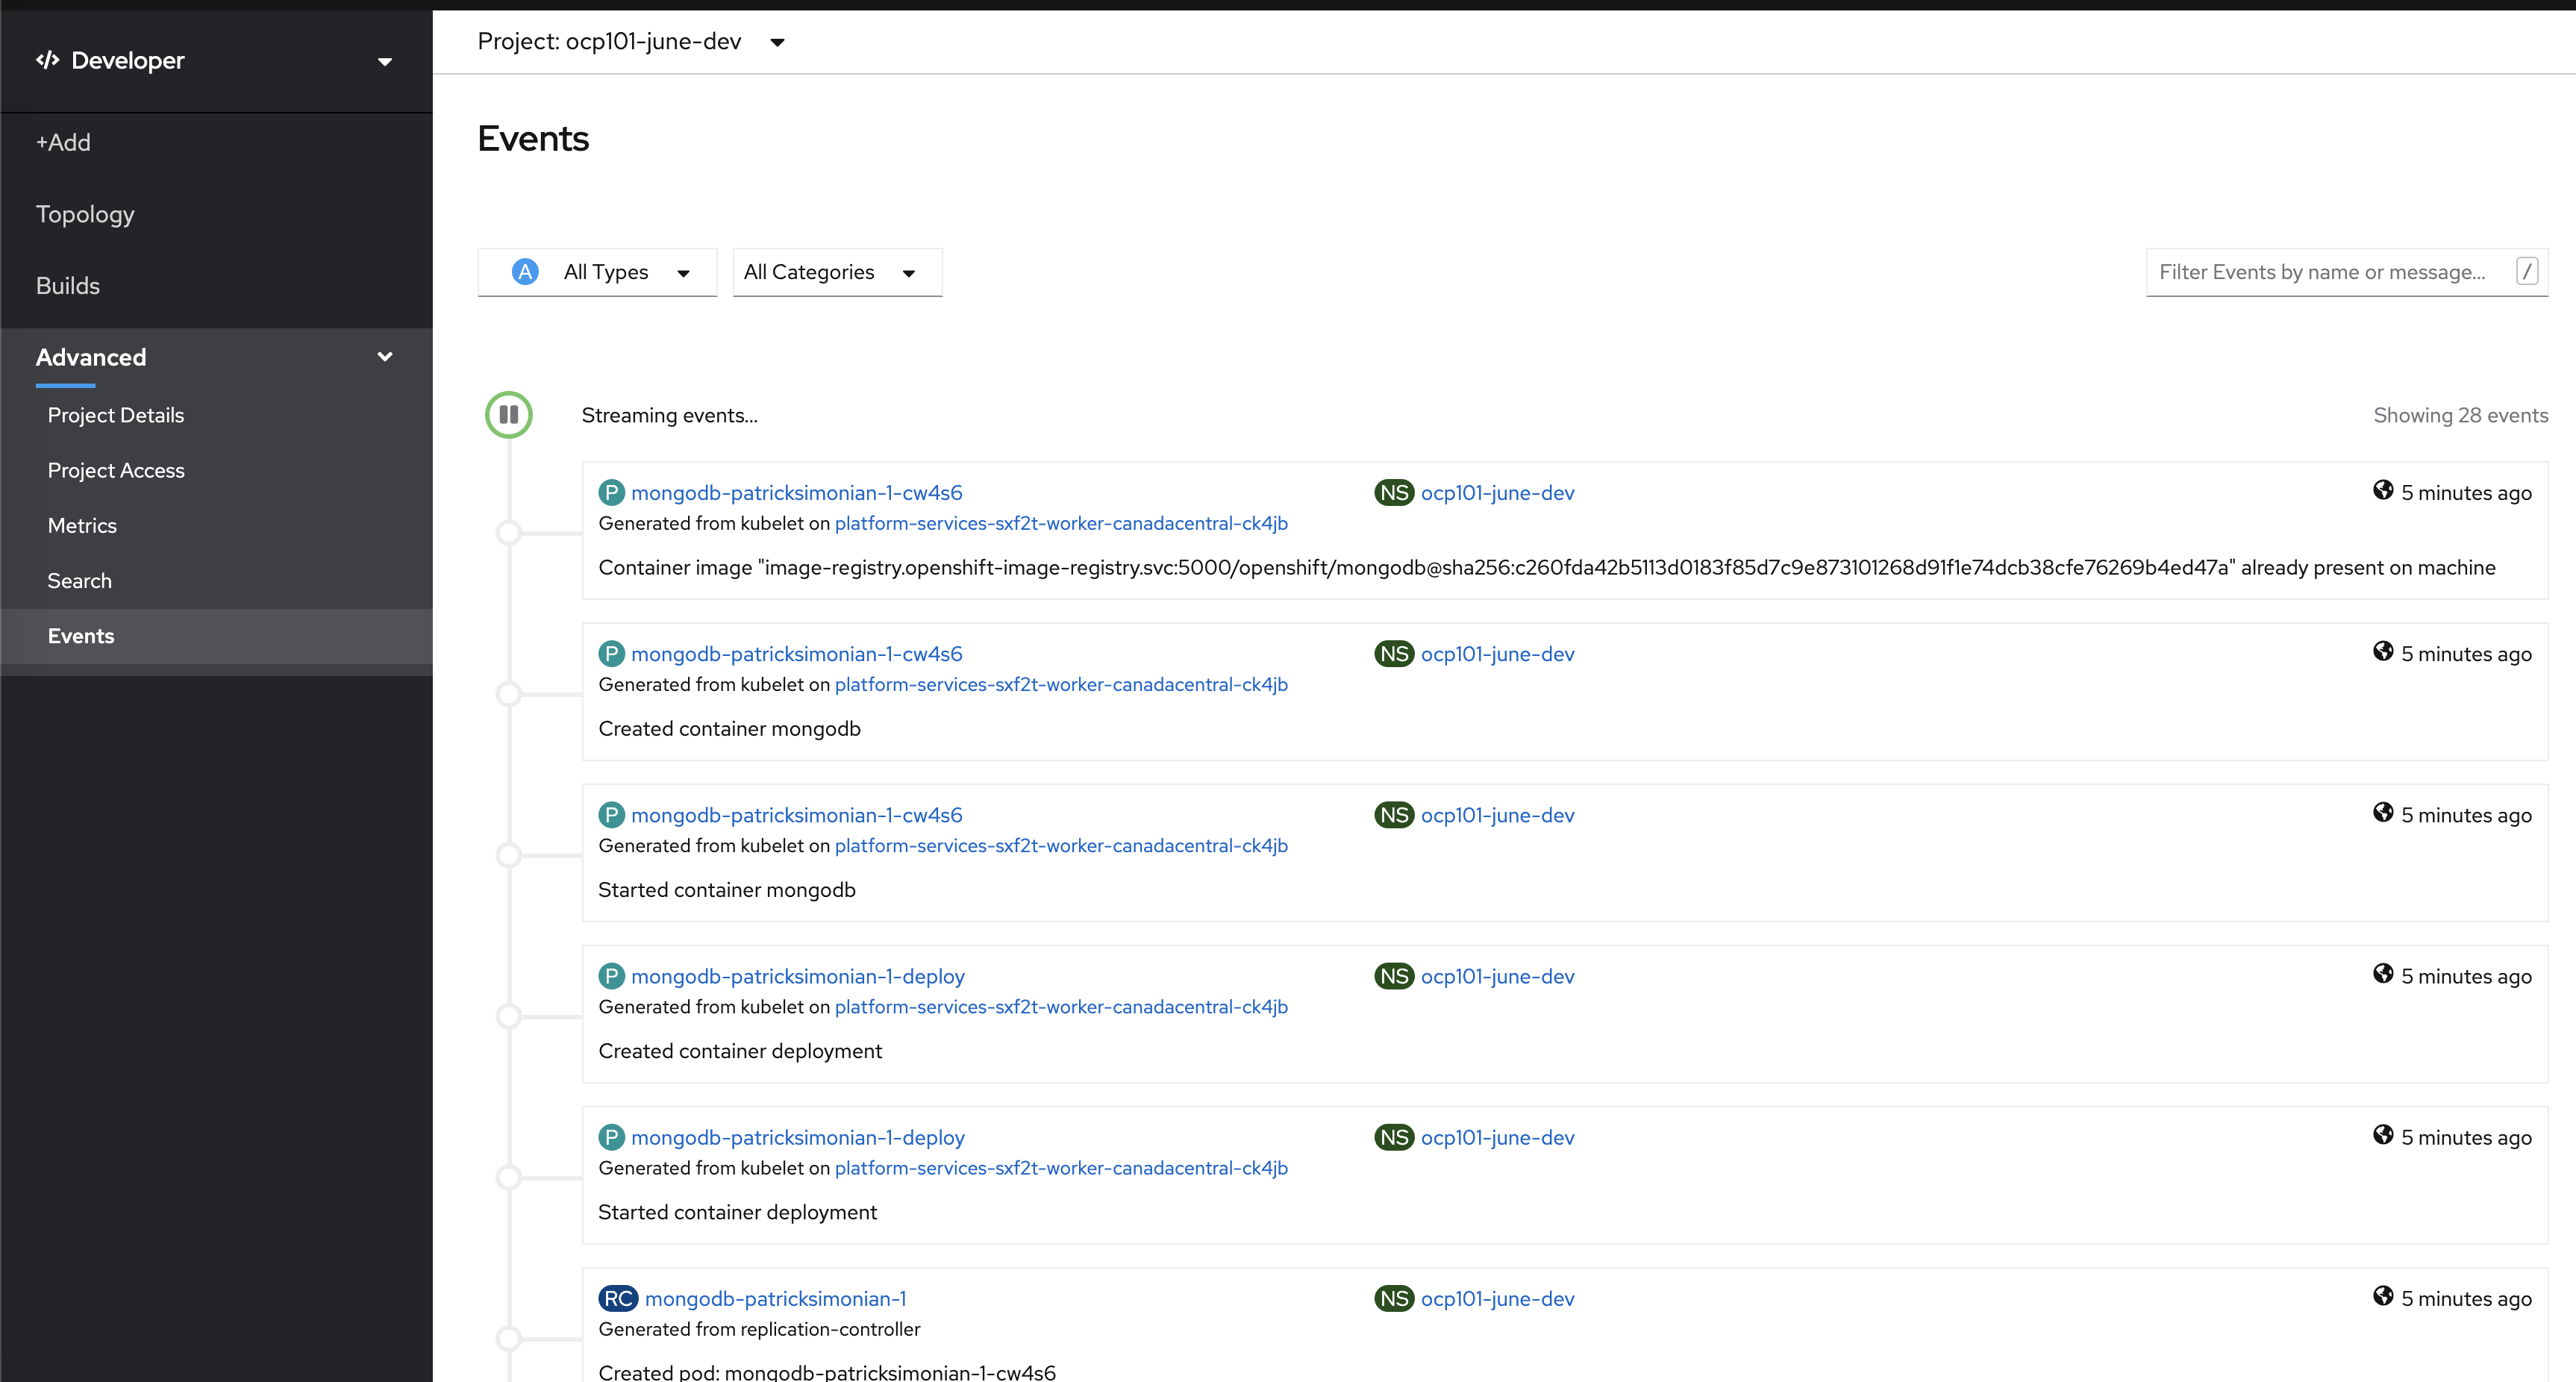 Developer
Project: ocp101-june-dev
+Add
Topology
Builds
Advanced
Project Details
Project Access
Metrics
Search
Events
Events
A All Types
All Categories
Filter Events by name or message... /
Streaming events...
Showing 28 events
P mongodb-patricksimonian-1-cw4s6 NS ocp101-june-dev 5 minutes ago
Generated from kubelet on platform-services-sxf2t-worker-canadacentral-ck4jb
Container image "image-registry.openshift-image-registry.svc:5000/openshift/mongodb@sha256:c260fda42b5113d0183f85d7c9e873101268d91f1e74dcb38cfe76269b4ed47a" already present on machine
P mongodb-patricksimonian-1-cw4s6 NS ocp101-june-dev 5 minutes ago
Generated from kubelet on platform-services-sxf2t-worker-canadacentral-ck4jb
Created container mongodb
P mongodb-patricksimonian-1-cw4s6 NS ocp101-june-dev 5 minutes ago
Generated from kubelet on platform-services-sxf2t-worker-canadacentral-ck4jb
Started container mongodb
P mongodb-patricksimonian-1-deploy NS ocp101-june-dev 5 minutes ago
Generated from kubelet on platform-services-sxf2t-worker-canadacentral-ck4jb
Created container deployment
P mongodb-patricksimonian-1-deploy NS ocp101-june-dev 5 minutes ago
Generated from kubelet on platform-services-sxf2t-worker-canadacentral-ck4jb
Started container deployment
RC mongodb-patricksimonian-1 NS ocp101-june-dev 5 minutes ago
Generated from replication-controller
Created pod: mongodb-patricksimonian-1-cw4s6